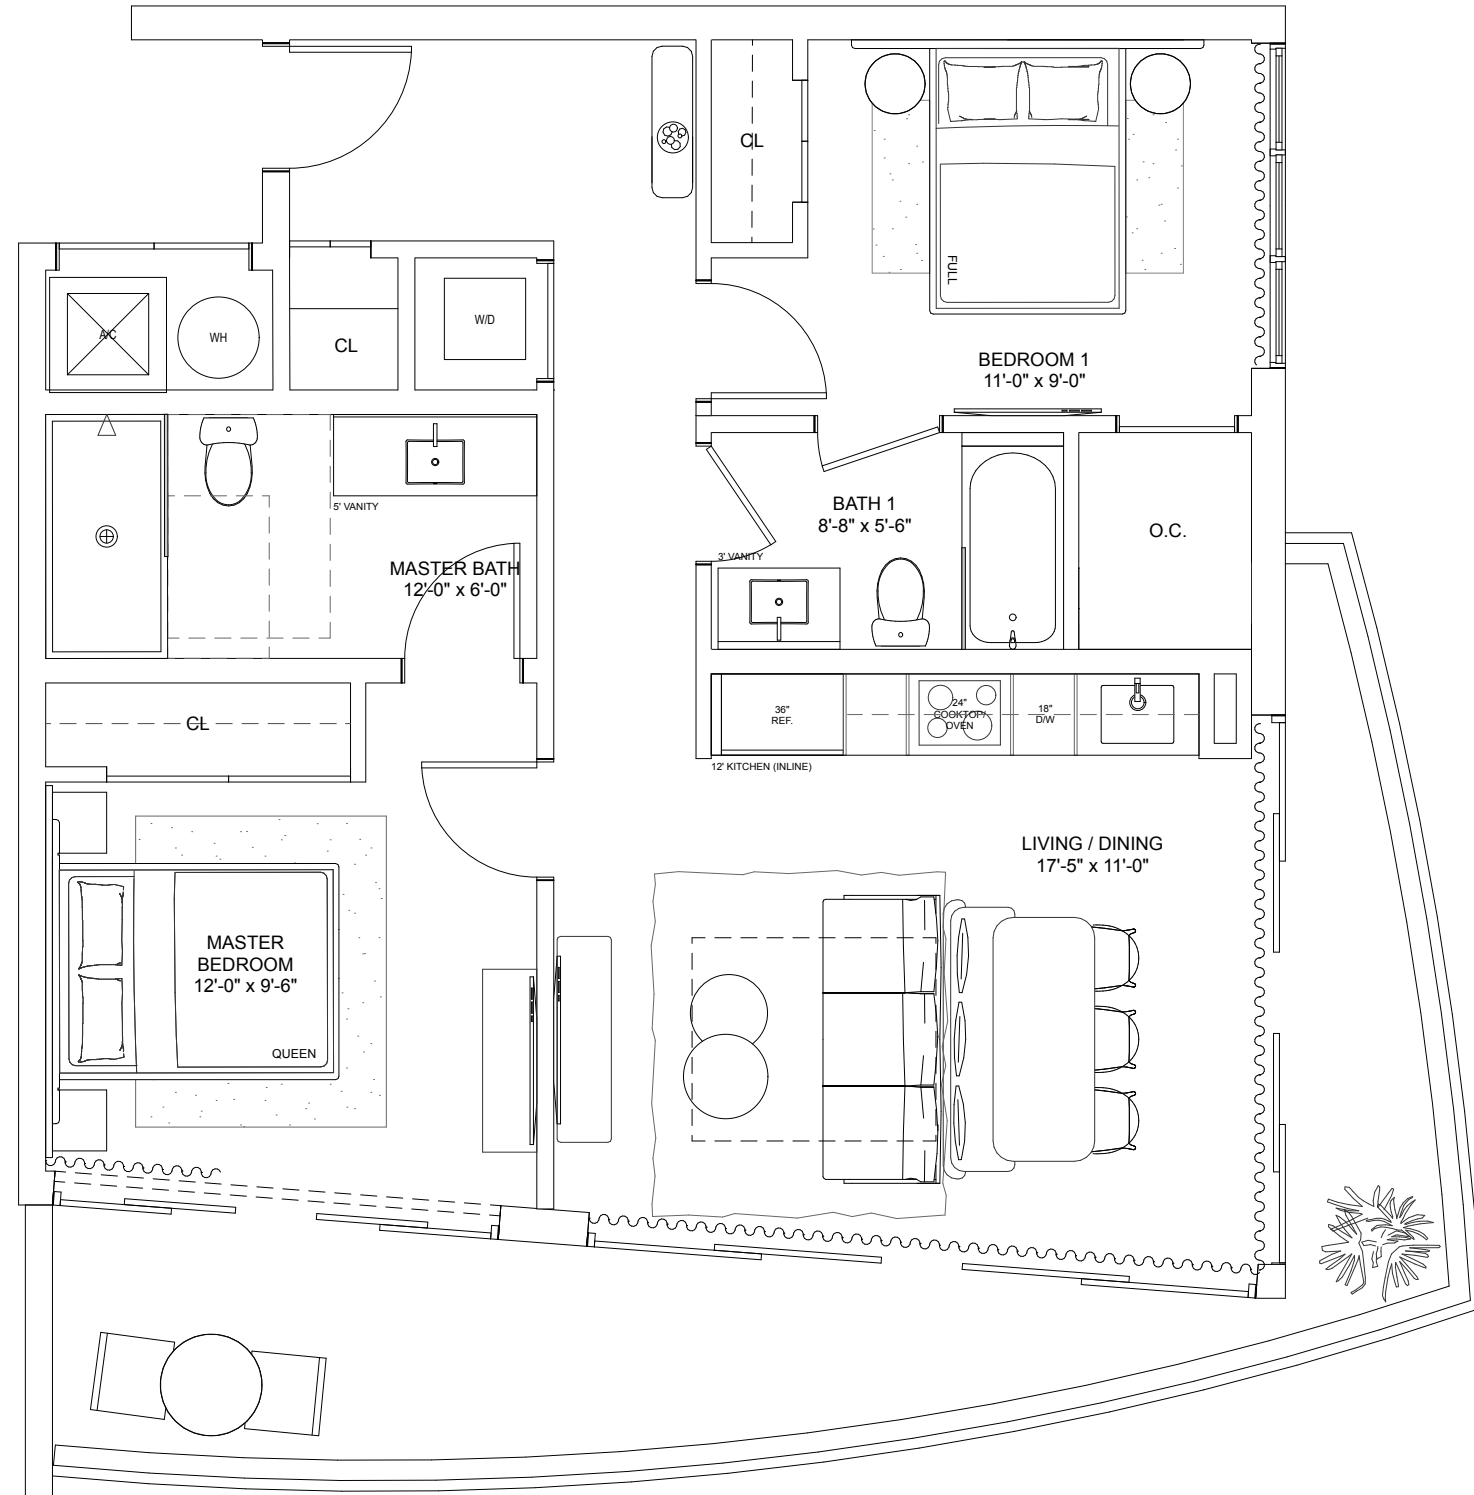 CL
FULL
A/C
WH
CL
W/D
BEDROOM 1
11'-0" x 9'-0"
5' VANITY
BATH 1
8'-8" x 5'-6"
O.C.
3' VANITY
MASTER BATH
12'-0" x 6'-0"
CL
36"
REF.
24"
COOKTOP/
OVEN
18"
D/W
12' KITCHEN (INLINE)
LIVING / DINING
17'-5" x 11'-0"
MASTER
BEDROOM
12'-0" x 9'-6"
QUEEN